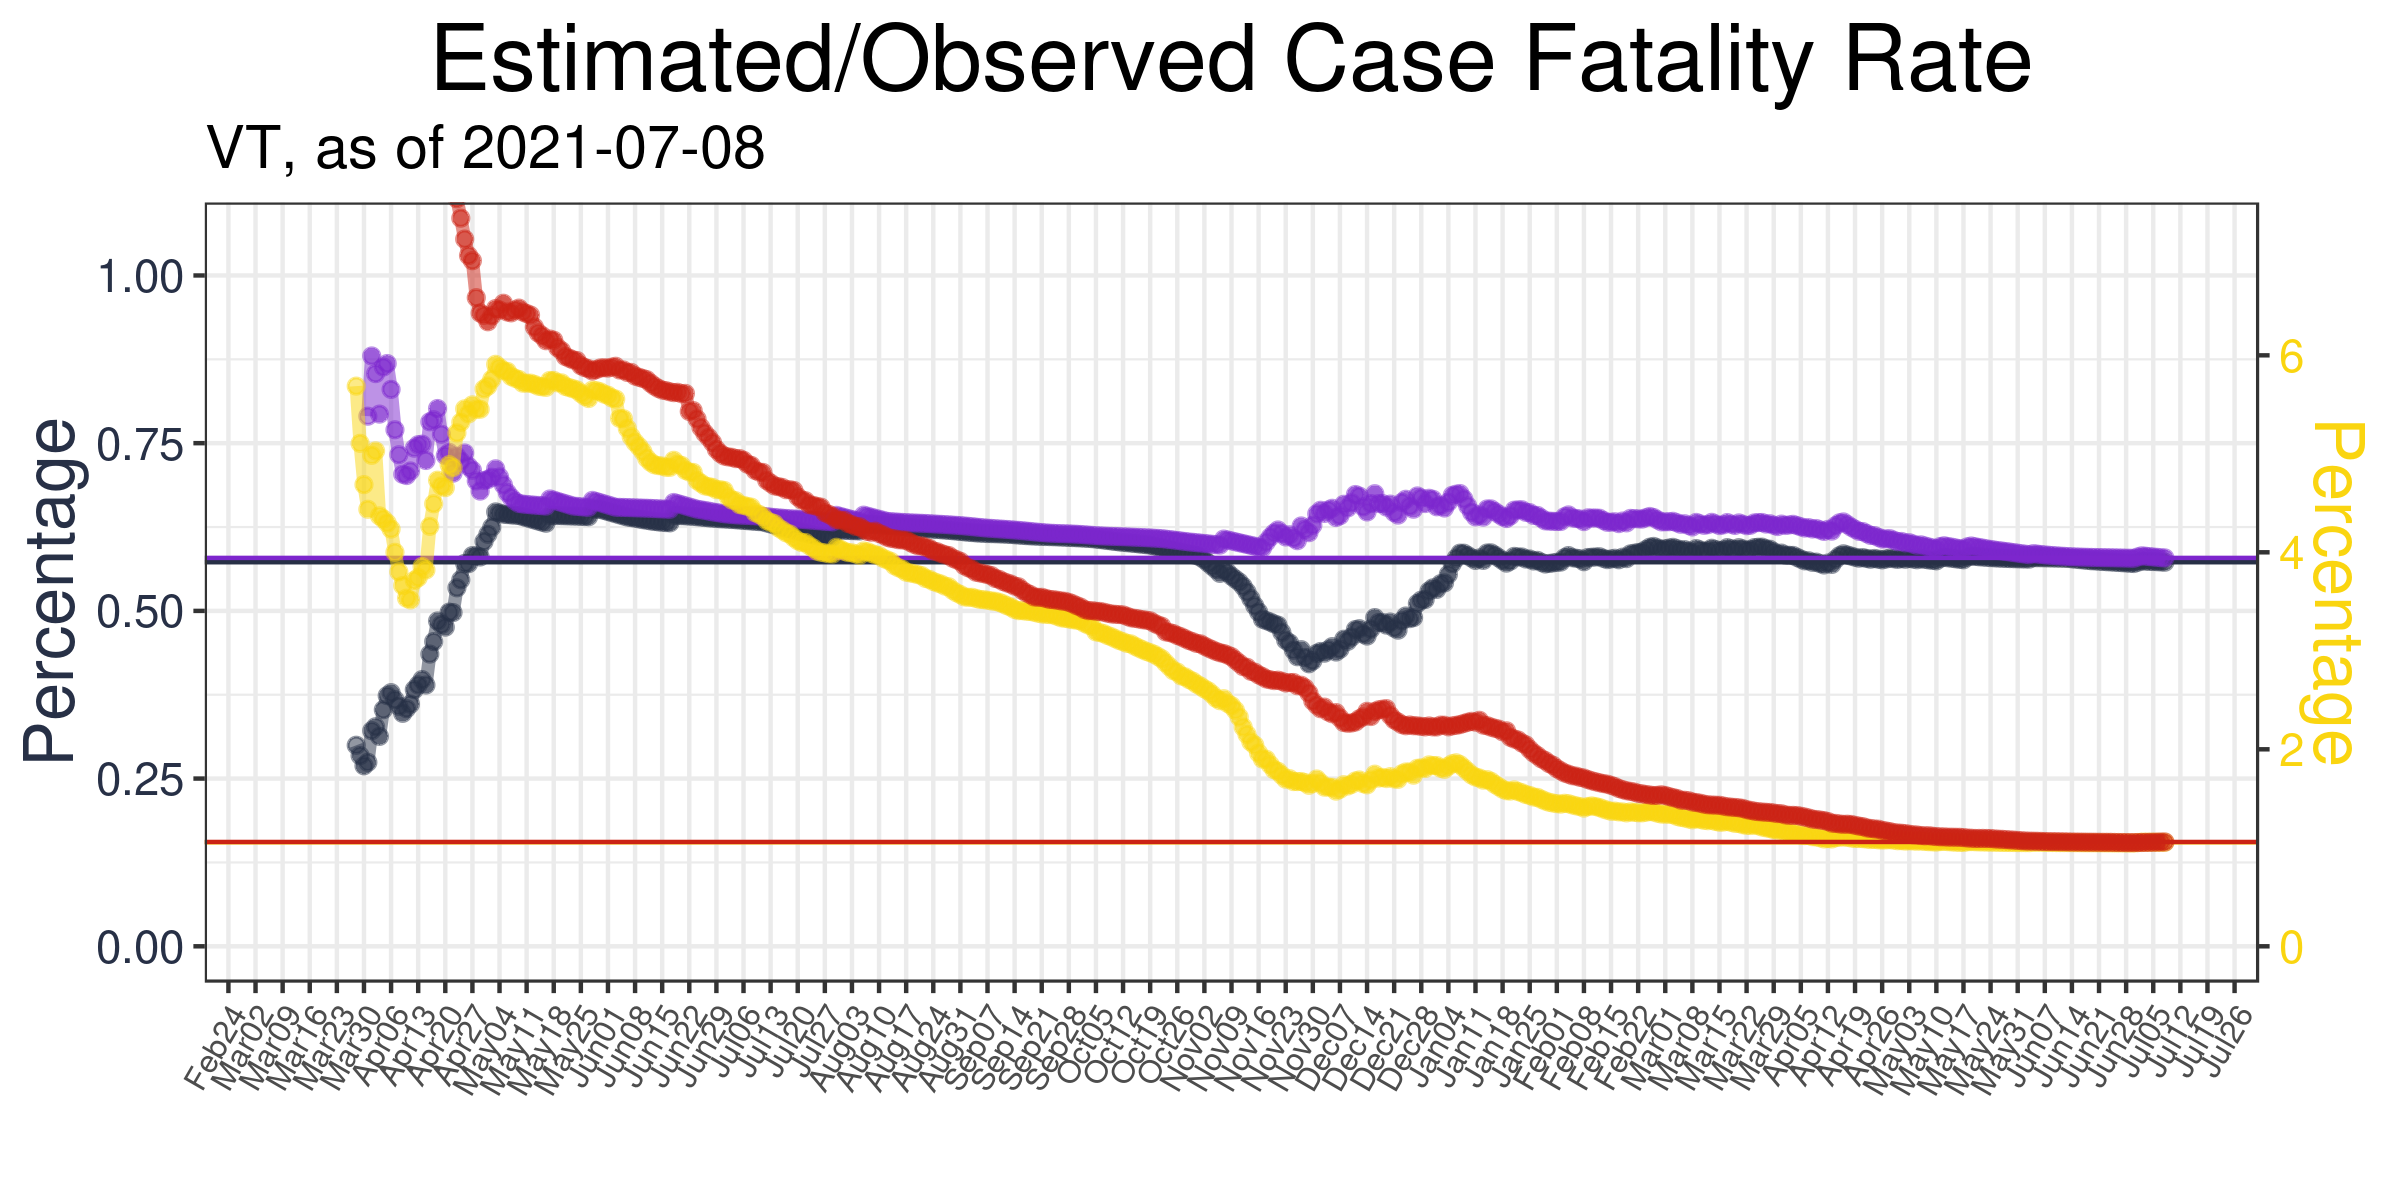 Estimated/Observed Case Fatality Rate
VT, as of 2021-07-08
Percentage
1.00
0.75
0.50
0.25
0.00
6
4
2
0
Percentage
Feb24
Mar02
Mar09
Mar16
Mar23
Mar30
Apr06
Apr13
Apr20
Apr27
May04
May11
May18
May25
Jun01
Jun08
Jun15
Jun22
Jun29
Jul06
Jul13
Jul20
Jul27
Aug03
Aug10
Aug17
Aug24
Aug31
Sep07
Sep14
Sep21
Sep28
Oct05
Oct12
Oct19
Oct26
Nov02
Nov09
Nov16
Nov23
Nov30
Dec07
Dec14
Dec21
Dec28
Jan04
Jan11
Jan18
Jan25
Feb01
Feb08
Feb15
Feb22
Mar01
Mar08
Mar15
Mar22
Mar29
Apr05
Apr12
Apr19
Apr26
May03
May10
May17
May24
May31
Jun07
Jun14
Jun21
Jun28
Jul05
Jul12
Jul19
Jul26